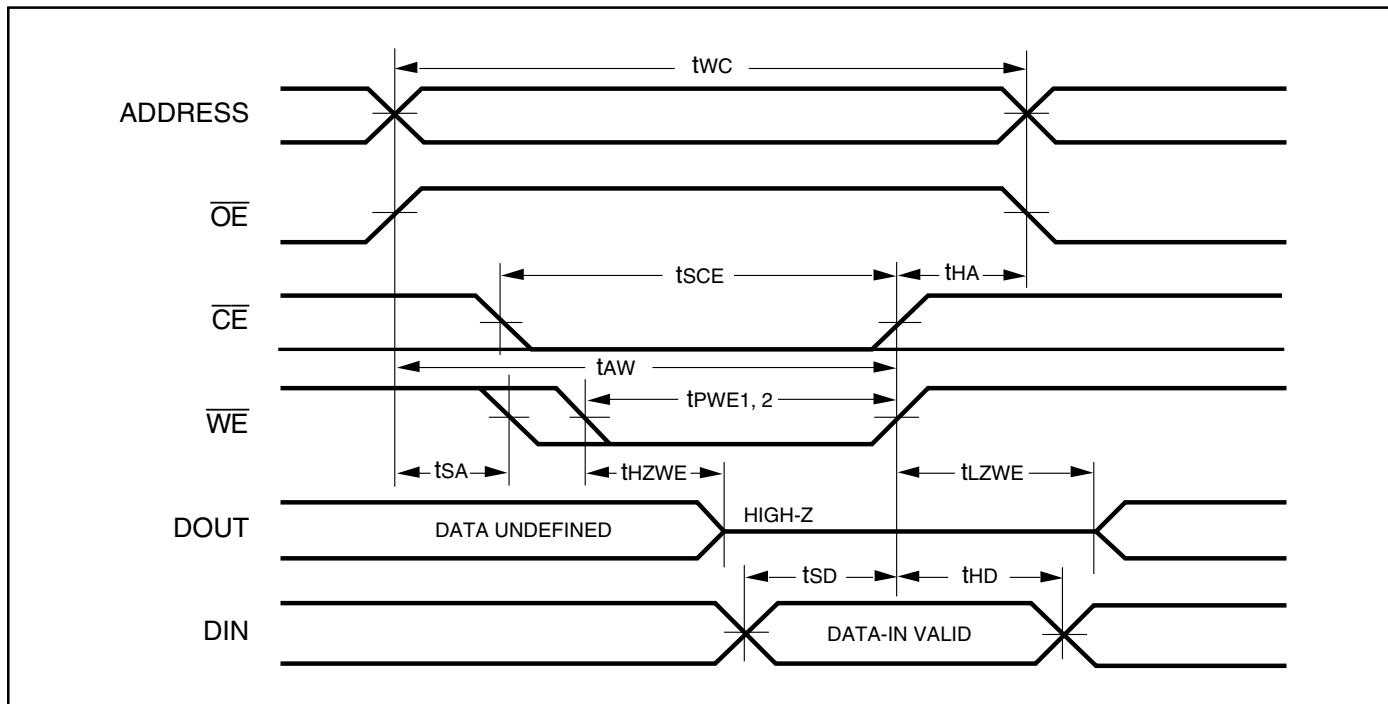 tWC
ADDRESS
OE
tSCE
tHA
CE
tAW
tPWE1, 2
WE
tSA
tHZWE
tLZWE
HIGH-Z
DOUT
DATA UNDEFINED
tSD
tHD
DIN
DATA-IN VALID